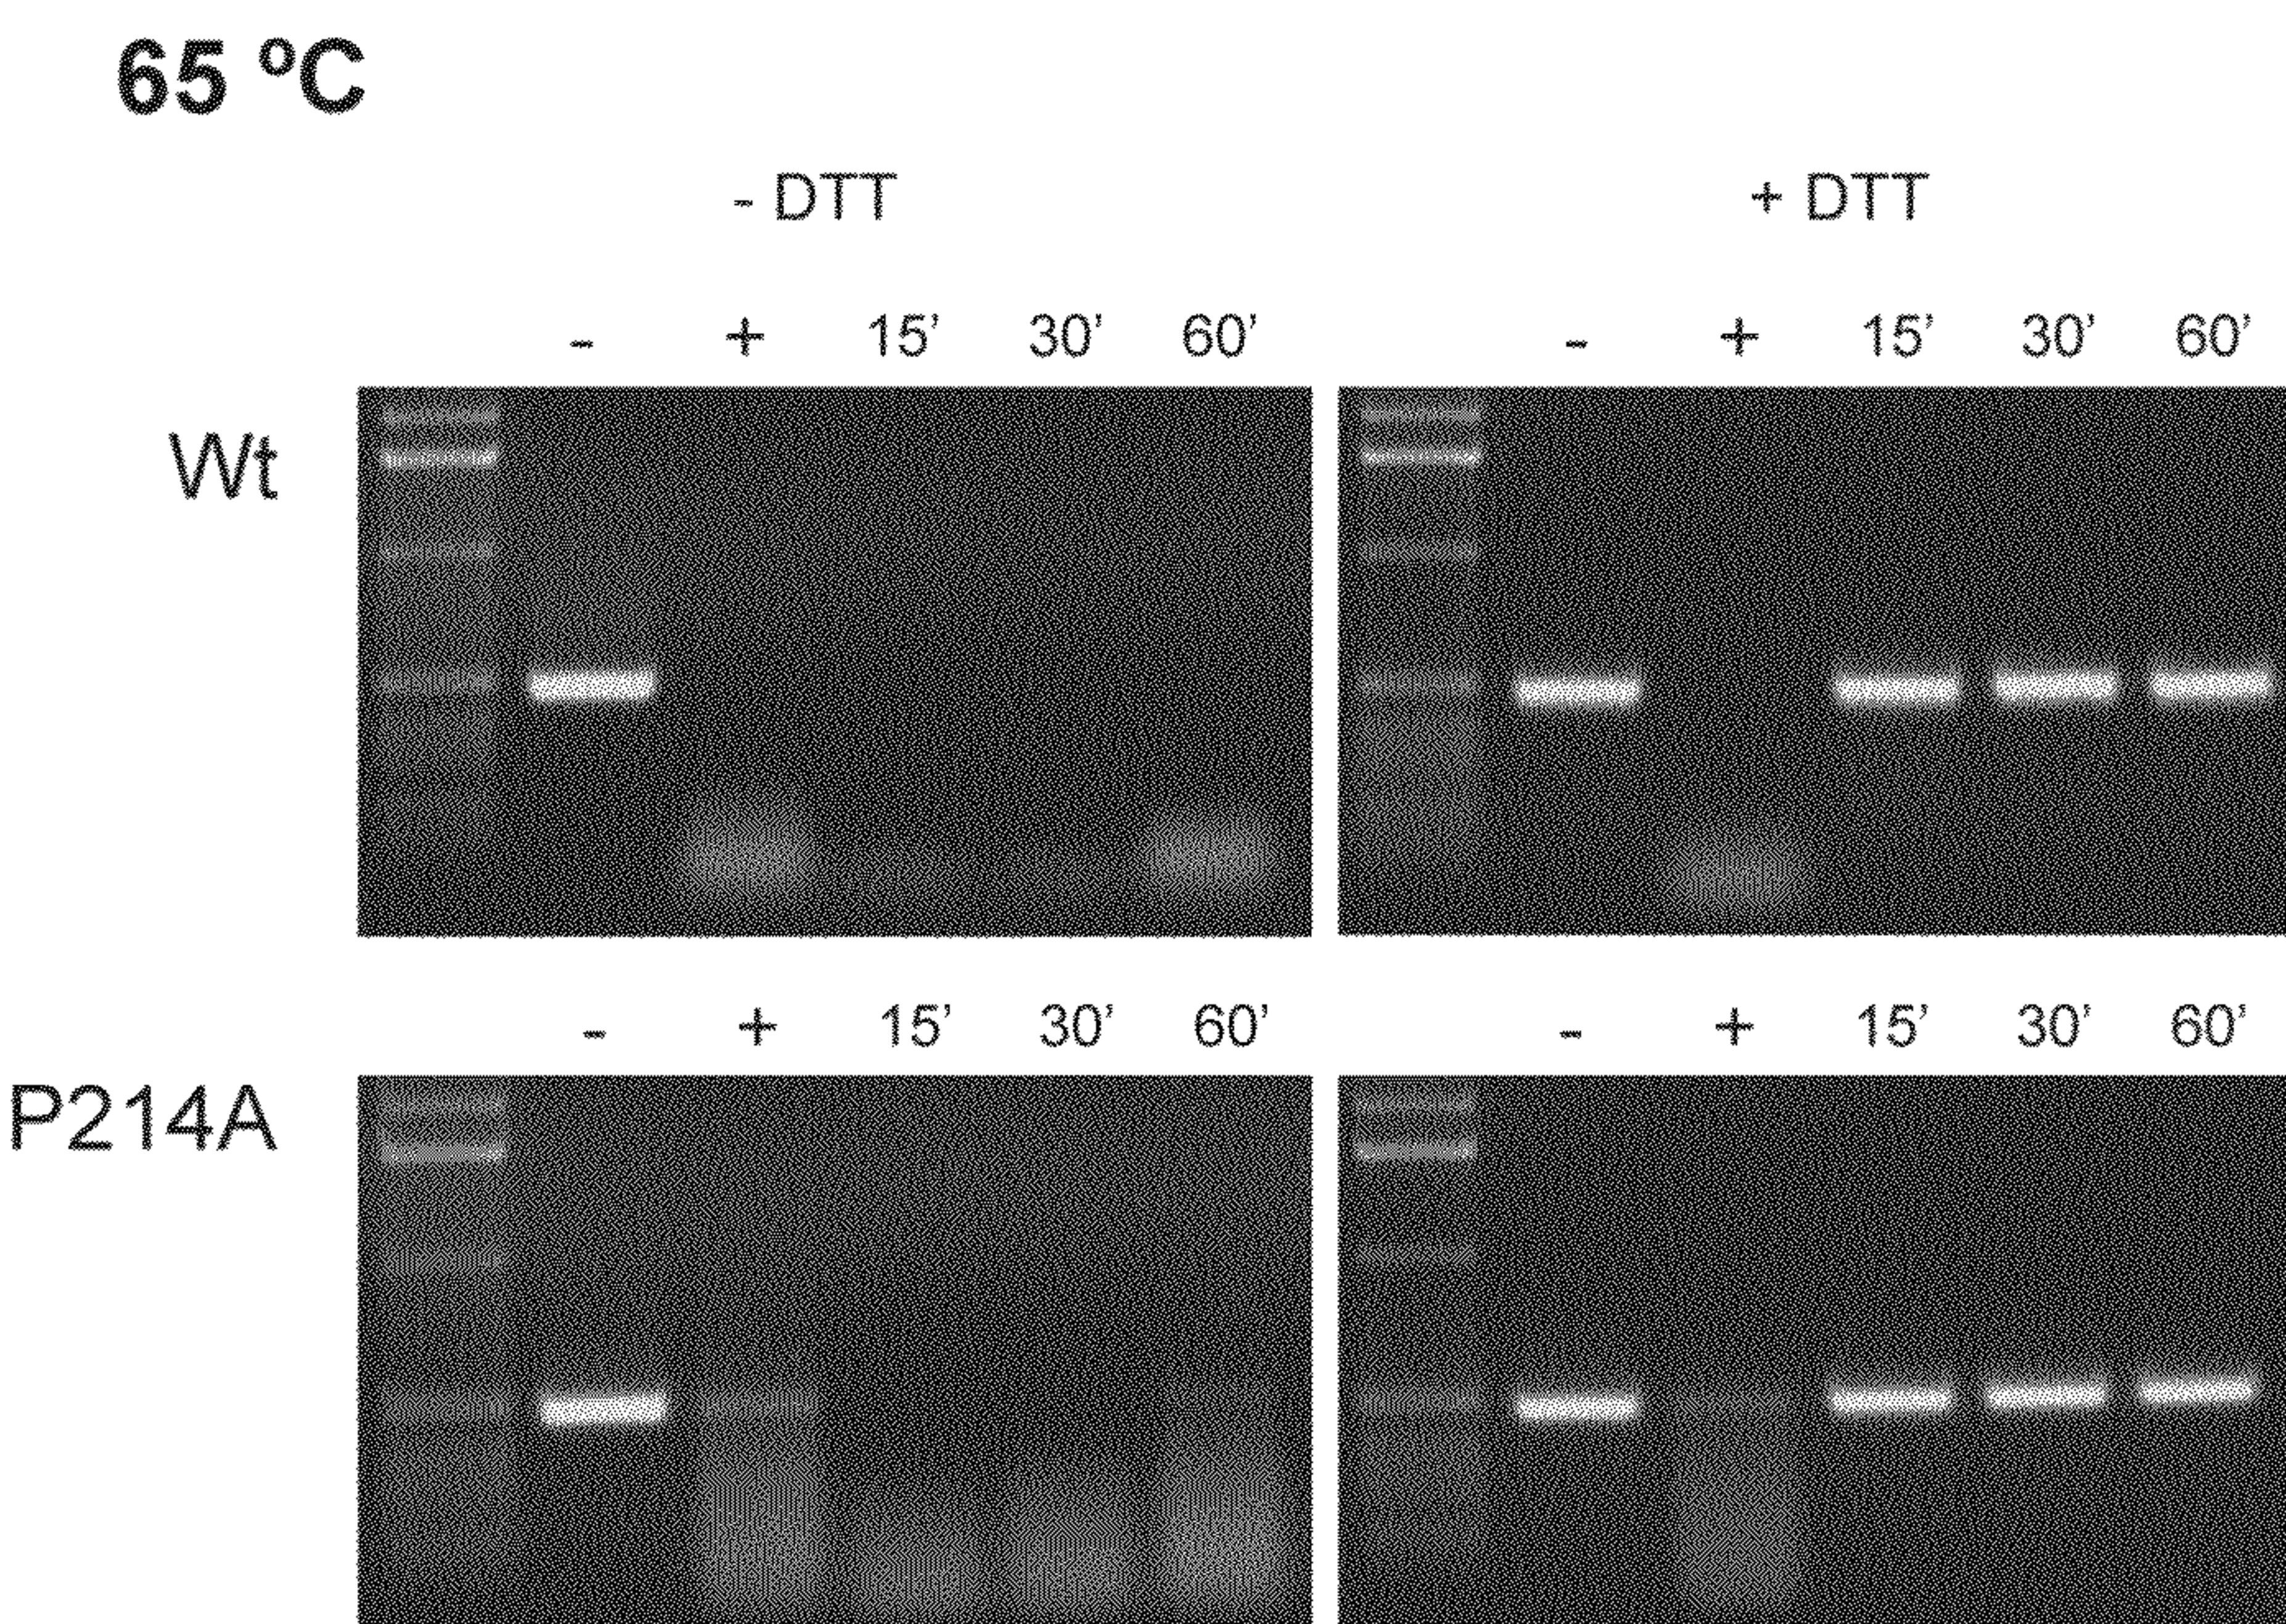 65 ºC
- DTT + DTT
- + 15’ 30’ 60’ - + 15’ 30’ 60’
Wt
- + 15’ 30’ 60’ - + 15’ 30’ 60’
P214A